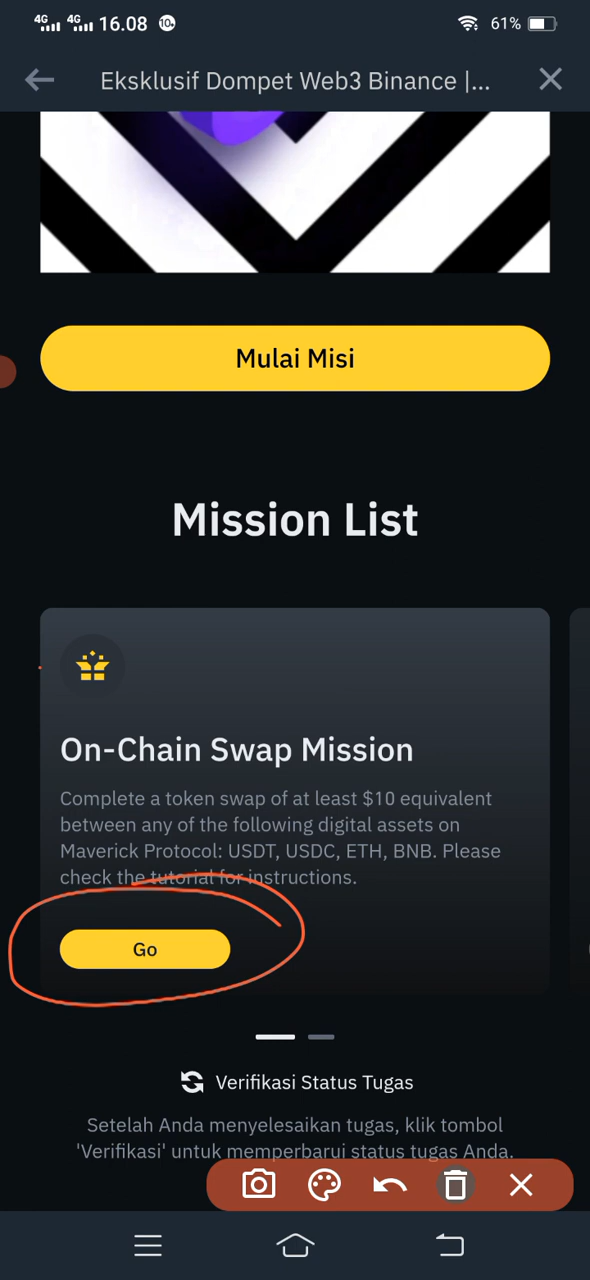 4G 4G 16.08 10+ 61%
Eksklusif Dompet Web3 Binance |...
Mulai Misi
Mission List
On-Chain Swap Mission
Complete a token swap of at least $10 equivalent
between any of the following digital assets on
Maverick Protocol: USDT, USDC, ETH, BNB. Please
check the tutorial for instructions.
Go
Verifikasi Status Tugas
Setelah Anda menyelesaikan tugas, klik tombol
'Verifikasi' untuk memperbarui status tugas Anda.